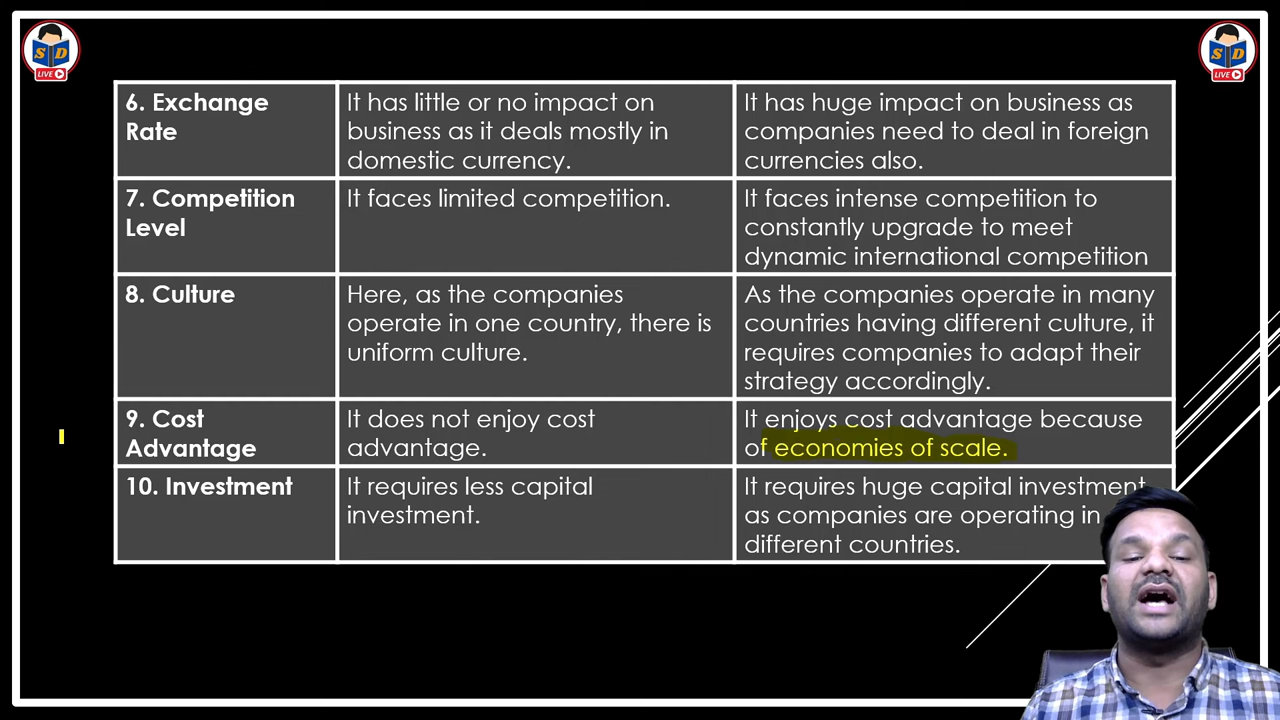 S D
LIVE
S D
LIVE
6. Exchange
Rate
It has little or no impact on
business as it deals mostly in
domestic currency.
It has huge impact on business as
companies need to deal in foreign
currencies also.
7. Competition
Level
It faces limited competition.
It faces intense competition to
constantly upgrade to meet
dynamic international competition
8. Culture
Here, as the companies
operate in one country, there is
uniform culture.
As the companies operate in many
countries having different culture, it
requires companies to adapt their
strategy accordingly.
9. Cost
Advantage
It does not enjoy cost
advantage.
It enjoys cost advantage because
of economies of scale.
10. Investment
It requires less capital
investment.
It requires huge capital investment
as companies are operating in
different countries.